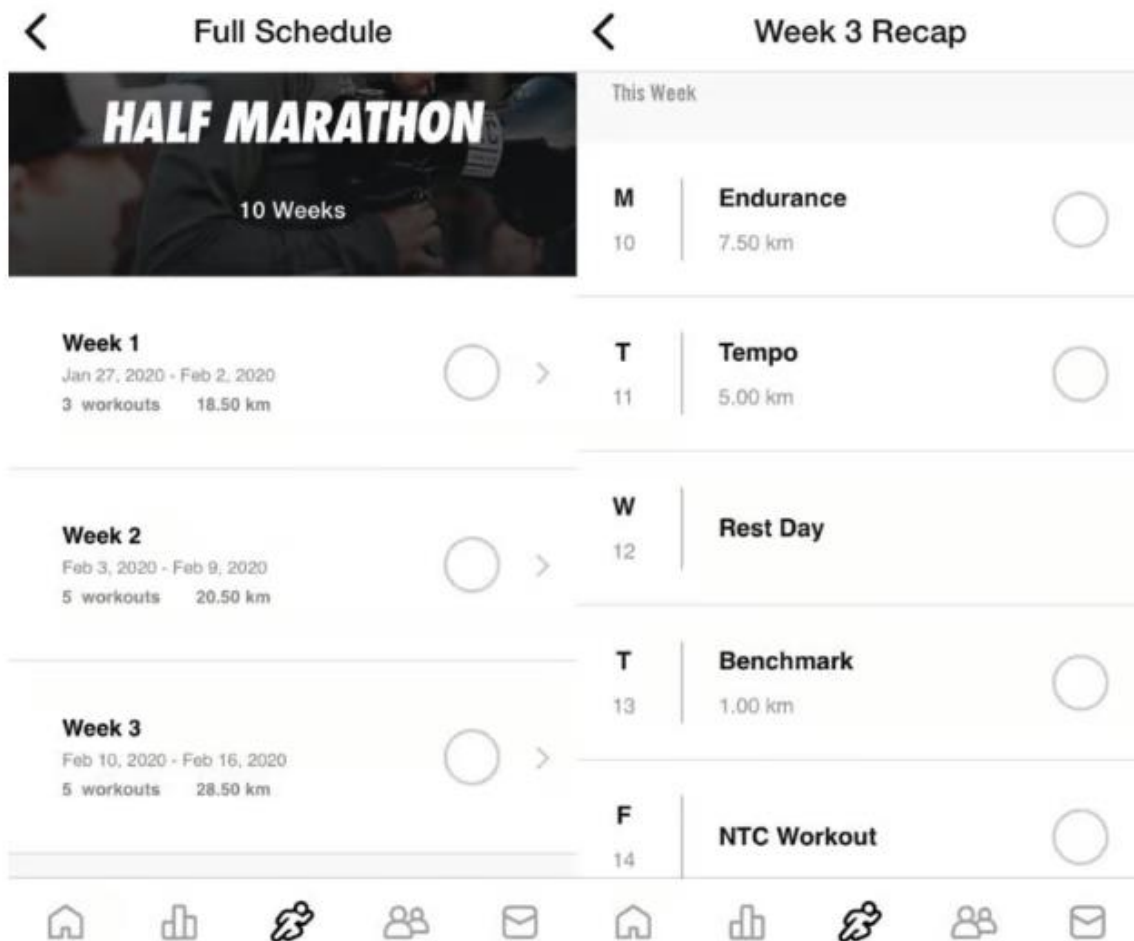 Full Schedule
HALF MARATHON
10 Weeks
Week 1
Jan 27, 2020 - Feb 2, 2020
3 workouts 18.50 km
Week 2
Feb 3, 2020 - Feb 9, 2020
5 workouts 20.50 km
Week 3
Feb 10, 2020 - Feb 16, 2020
5 workouts 28.50 km
Week 3 Recap
This Week
M
Endurance
10
7.50 km
T
Tempo
11
5.00 km
W
Rest Day
12
T
Benchmark
13
1.00 km
F
NTC Workout
14